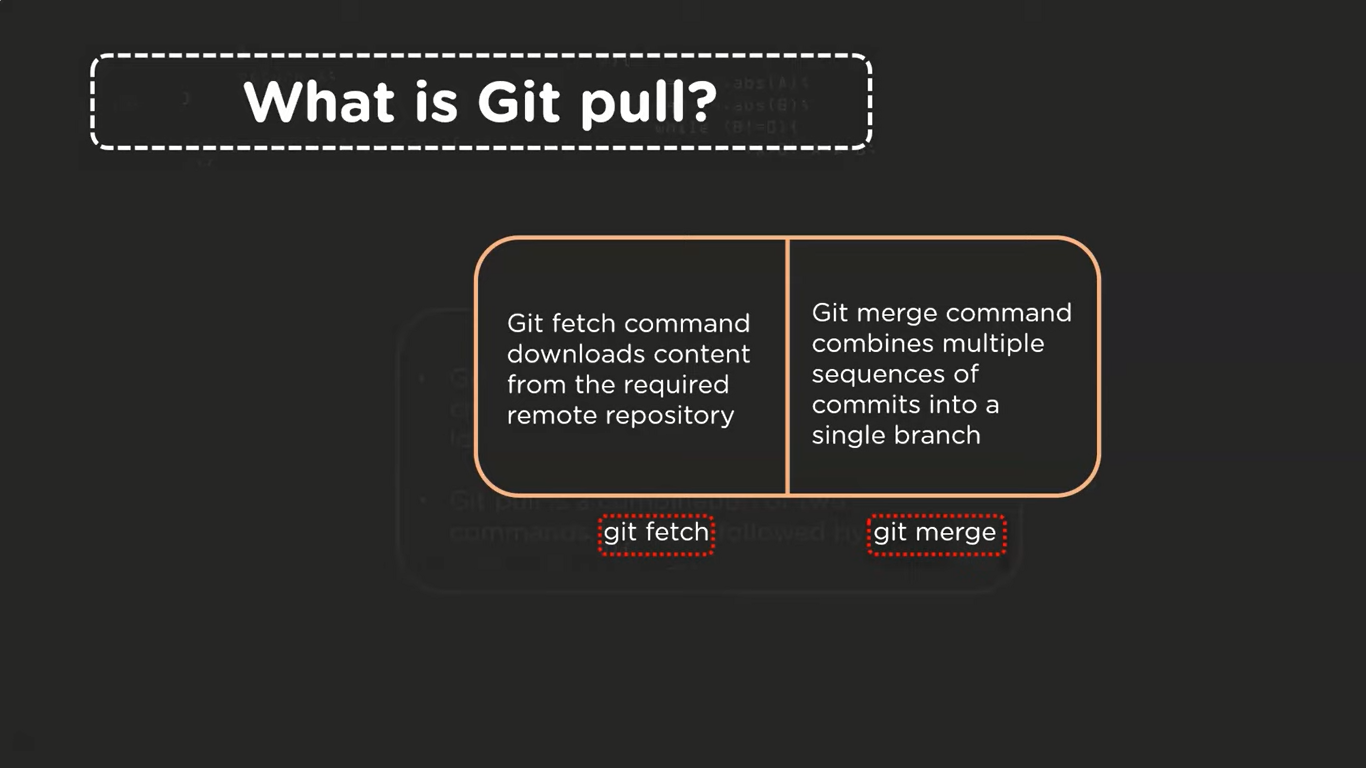 What is Git pull?
Git fetch command
downloads content
from the required
remote repository
Git merge command
combines multiple
sequences of
commits into a
single branch
git fetch
git merge